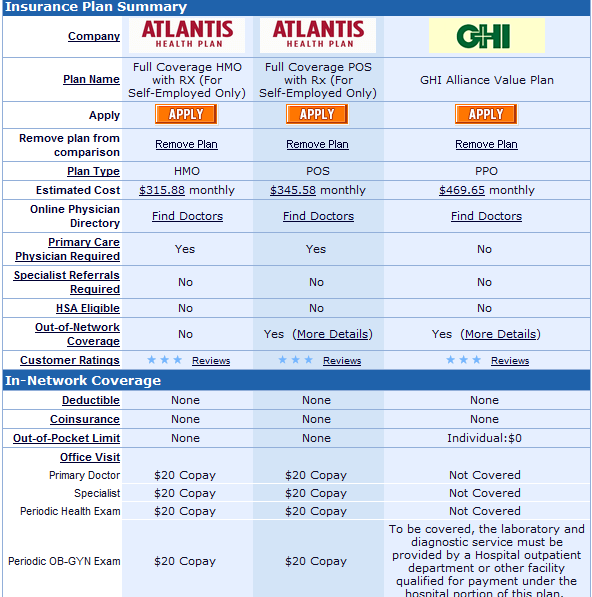 Insurance Plan Summary
Company ATLANTIS HEALTH PLAN ATLANTIS HEALTH PLAN GHI
Plan Name Full Coverage HMO with RX (For Self-Employed Only) Full Coverage POS with Rx (For Self-Employed Only) GHI Alliance Value Plan
Apply APPLY APPLY APPLY
Remove plan from comparison Remove Plan Remove Plan Remove Plan
Plan Type HMO POS PPO
Estimated Cost $315.88 monthly $345.58 monthly $469.65 monthly
Online Physician Directory Find Doctors Find Doctors Find Doctors
Primary Care Physician Required Yes Yes No
Specialist Referrals Required No No No
HSA Eligible No No No
Out-of-Network Coverage No Yes (More Details) Yes (More Details)
Customer Ratings Reviews Reviews Reviews
In-Network Coverage
Deductible None None None
Coinsurance None None None
Out-of-Pocket Limit None None Individual:$0
Office Visit
Primary Doctor $20 Copay $20 Copay Not Covered
Specialist $20 Copay $20 Copay Not Covered
Periodic Health Exam $20 Copay $20 Copay Not Covered
Periodic OB-GYN Exam $20 Copay $20 Copay To be covered, the laboratory and
diagnostic service must be
provided by a Hospital outpatient
department or other facility
qualified for payment under the
hospital portion of this plan.